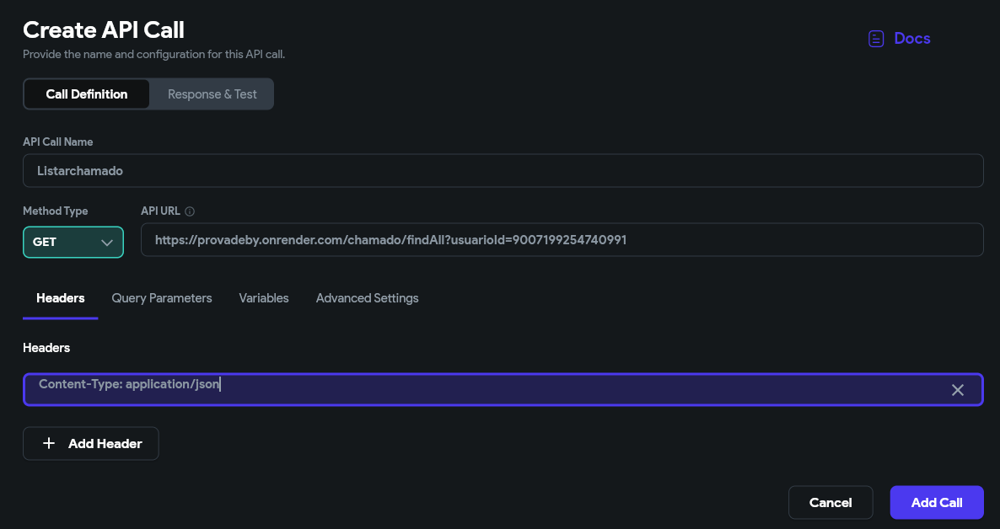 Create API Call
Docs
Provide the name and configuration for this API call.
Call Definition
Response & Test
API Call Name
Listarchamado
Method Type
API URL
GET
https://provadeby.onrender.com/chamado/findAll?usuarioId=9007199254740991
Headers
Query Parameters
Variables
Advanced Settings
Headers
Content-Type: application/json
+ Add Header
Cancel
Add Call